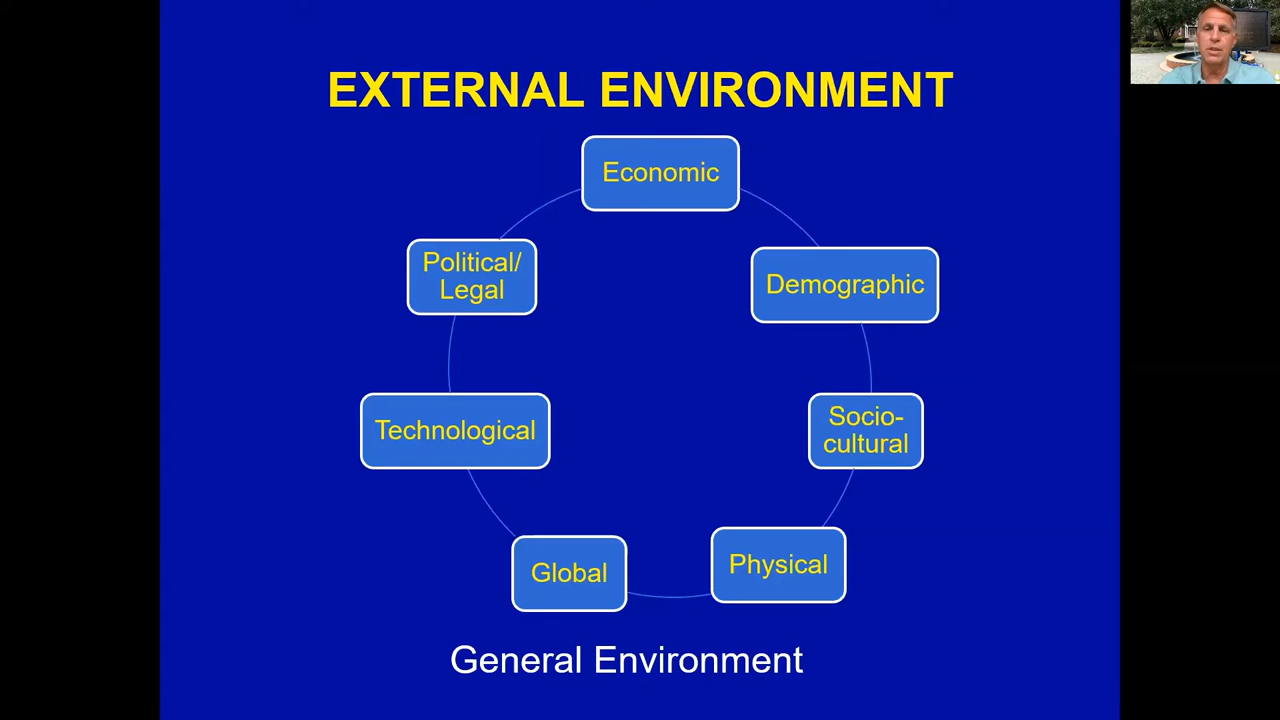 EXTERNAL ENVIRONMENT
Economic
Political/
Legal
Demographic
Technological
Socio-
cultural
Global
Physical
General Environment